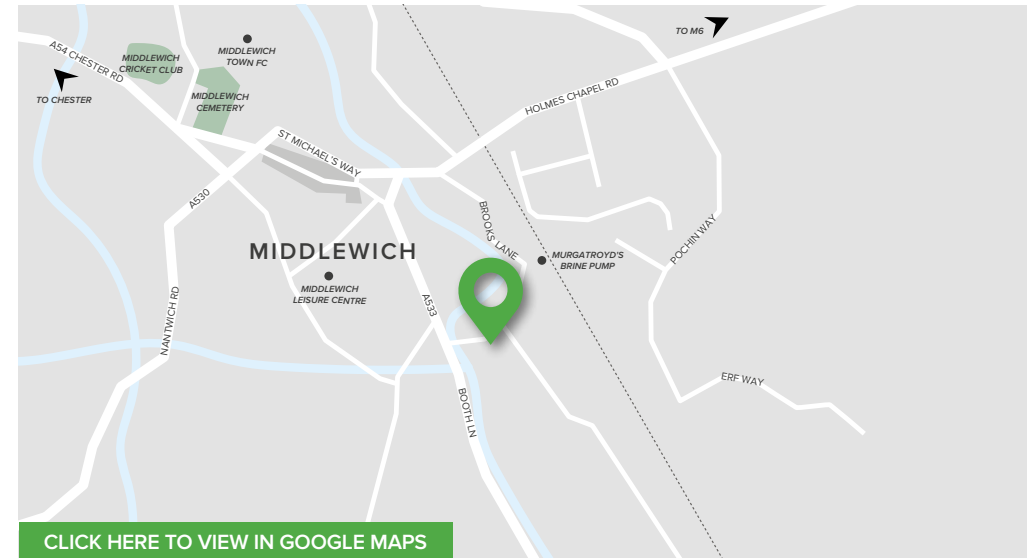 TO M6
A54 CHESTER RD
MIDDLEWICH
CRICKET CLUB
MIDDLEWICH
TOWN FC
TO CHESTER
MIDDLEWICH
CEMETERY
HOLMES CHAPEL RD
ST MICHAEL'S WAY
A530
BROOKS LANE
POCHIN WAY
MIDDLEWICH
MURGATROYD'S
BRINE PUMP
MIDDLEWICH
LEISURE CENTRE
A533
NANTWICH RD
ERF WAY
BOOTH LN
CLICK HERE TO VIEW IN GOOGLE MAPS